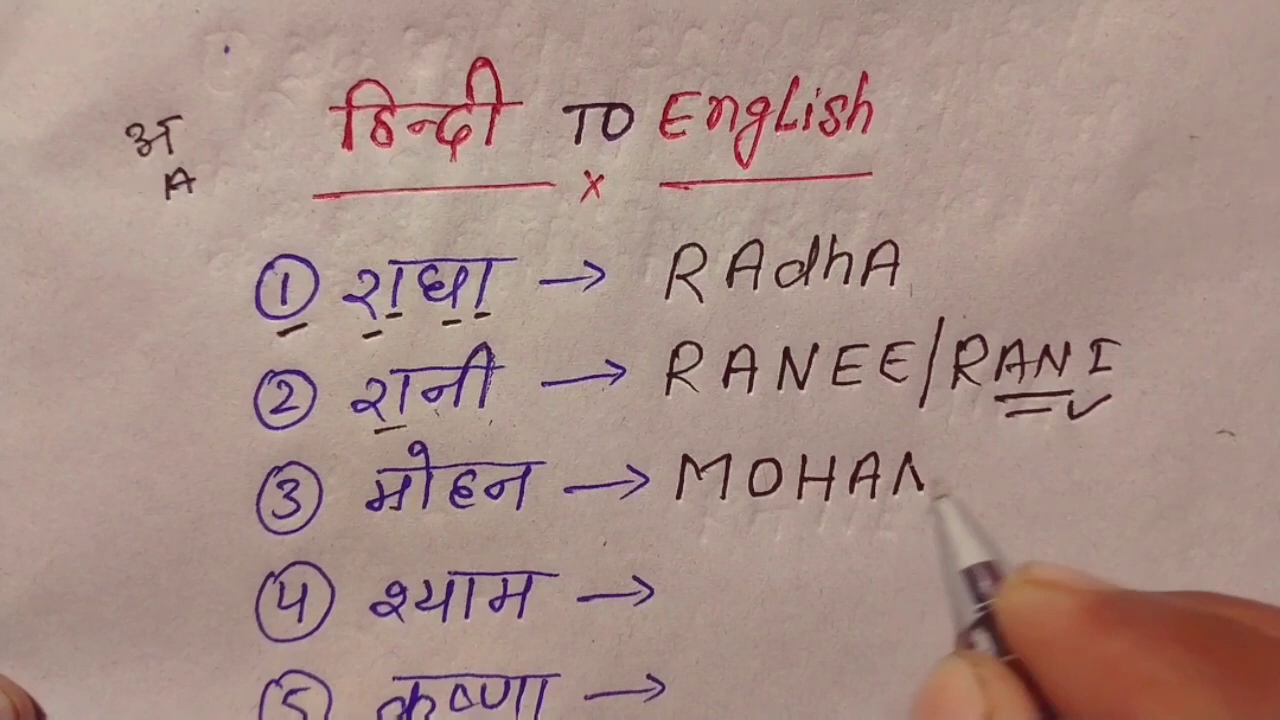 हिन्दी TO English
अ
A
x
① राधा → RAdhA
② रानी → RANEE/RANI
③ मोहन → MOHAN
④ श्याम →
⑤ कृष्णा →